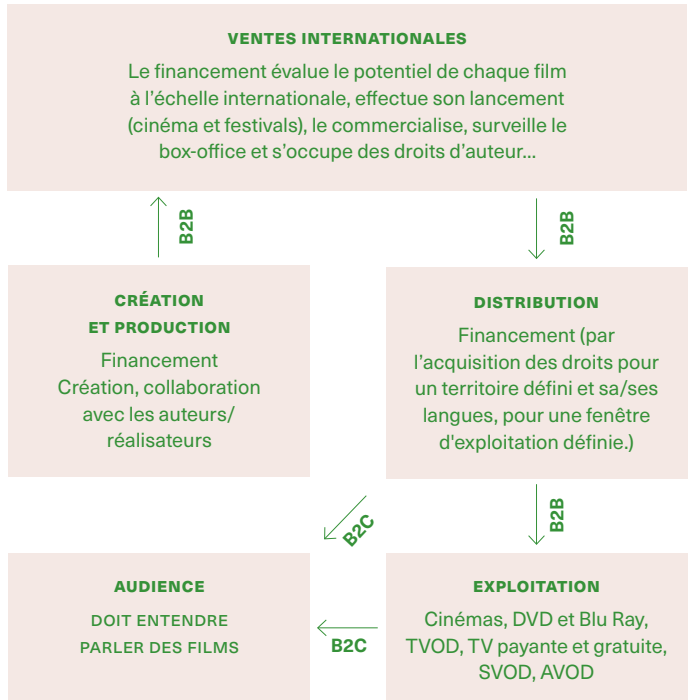 VENTES INTERNATIONALES
Le financement évalue le potentiel de chaque film
à l'échelle internationale, effectue son lancement
(cinéma et festivals), le commercialise, surveille le
box-office et s'occupe des droits d'auteur...
B2B
B2B
CRÉATION
ET PRODUCTION
Financement
Création, collaboration
avec les auteurs/
réalisateurs
DISTRIBUTION
Financement (par
l'acquisition des droits pour
un territoire défini et sa/ses
langues, pour une fenêtre
d'exploitation définie.)
B2C
B2B
AUDIENCE
DOIT ENTENDRE
PARLER DES FILMS
B2C
EXPLOITATION
Cinémas, DVD et Blu Ray,
TVOD, TV payante et gratuite,
SVOD, AVOD